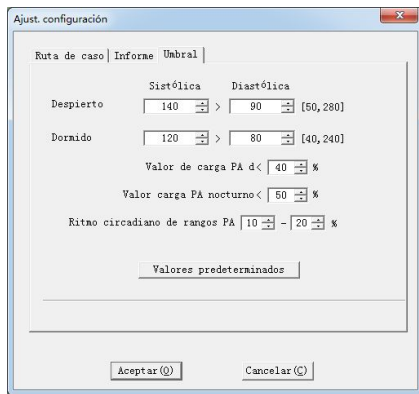 Ajust. configuración
Ruta de caso Informe Umbral
Sistólica Diastólica
Despierto 140 > 90 [50,280]
Dormido 120 > 80 [40,240]
Valor de carga PA d< 40 %
Valor carga PA nocturno< 50 %
Ritmo circadiano de rangos PA 10 - 20 %
Valores predeterminados
Aceptar(O) Cancelar(C)